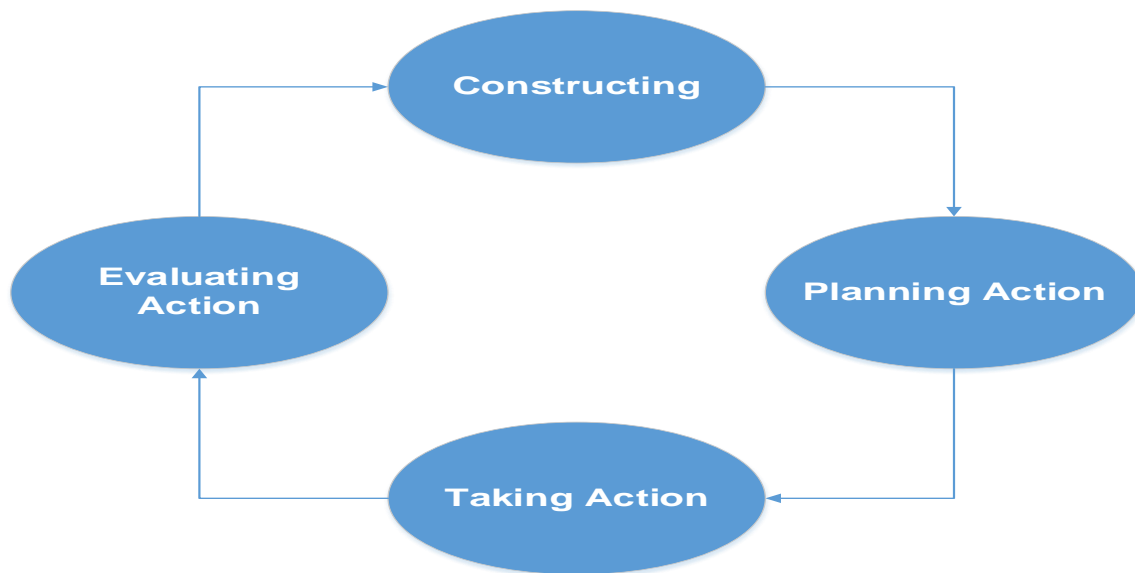 Constructing
Evaluating
Action
Planning Action
Taking Action